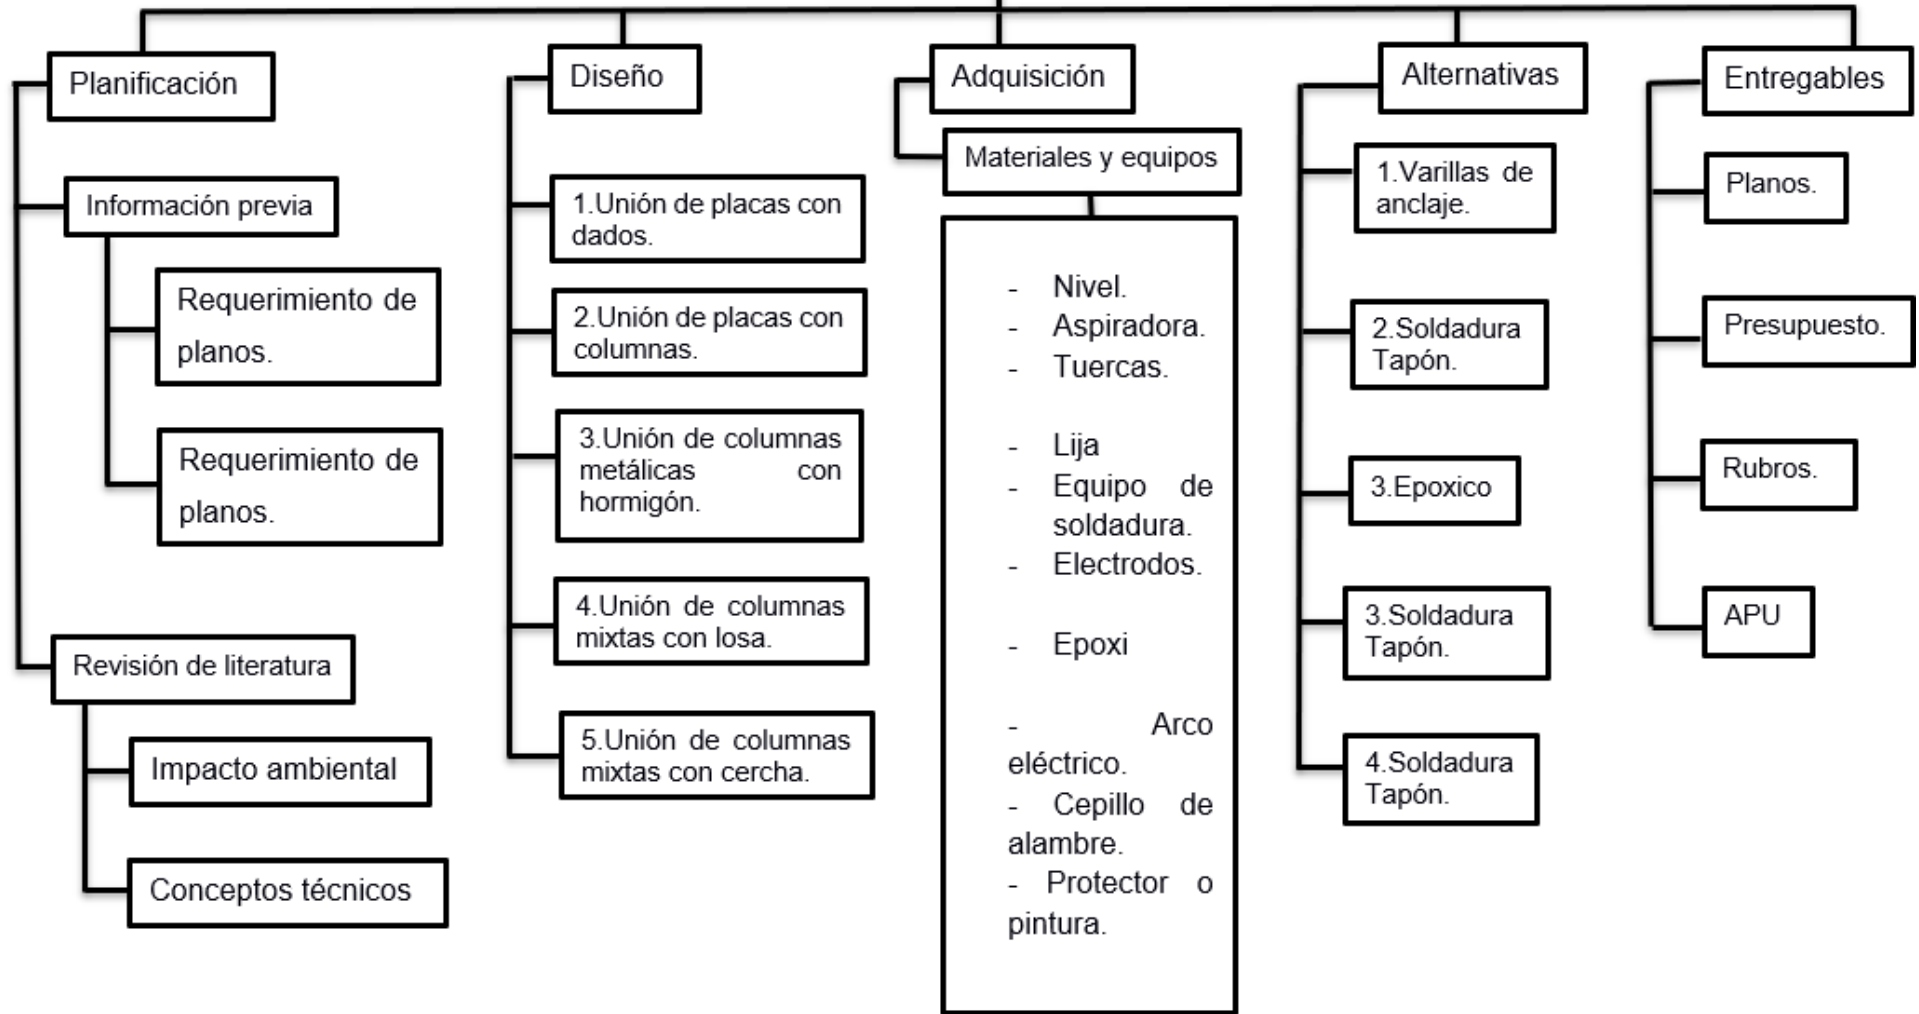 Planificación
Información previa
Requerimiento de
planos.
Requerimiento de
planos.
Revisión de literatura
Impacto ambiental
Conceptos técnicos
Diseño
1.Unión de placas con
dados.
2.Unión de placas con
columnas.
3.Unión de columnas
metálicas con
hormigón.
4.Unión de columnas
mixtas con losa.
5.Unión de columnas
mixtas con cercha.
Adquisición
Materiales y equipos
- Nivel.
- Aspiradora.
- Tuercas.
- Lija
- Equipo de
soldadura.
- Electrodos.
- Epoxi
- Arco
eléctrico.
- Cepillo de
alambre.
- Protector o
pintura.
Alternativas
1.Varillas de
anclaje.
2.Soldadura
Tapón.
3.Epoxico
3.Soldadura
Tapón.
4.Soldadura
Tapón.
Entregables
Planos.
Presupuesto.
Rubros.
APU